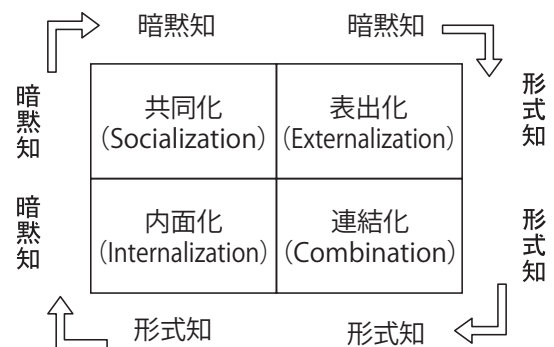 暗黙知
暗黙知
暗黙知
共同化
(Socialization)
表出化
(Externalization)
形式知
暗黙知
内面化
(Internalization)
連結化
(Combination)
形式知
形式知
形式知